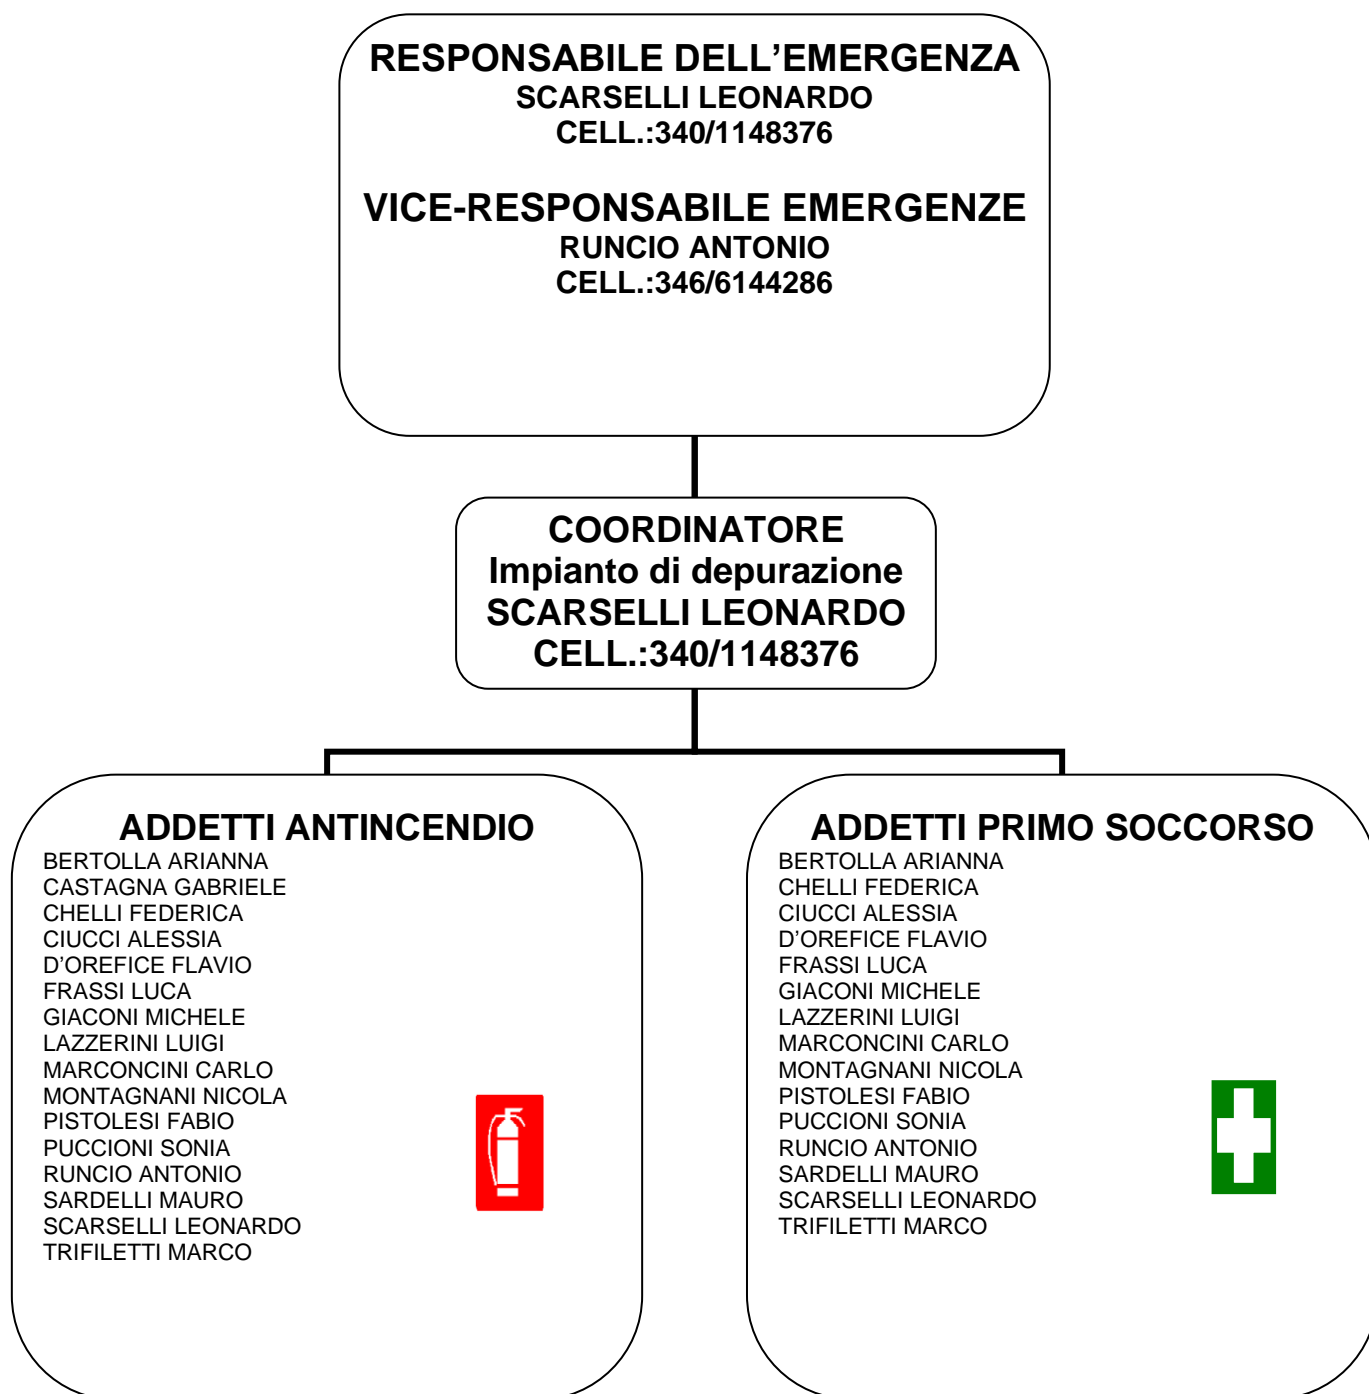 RESPONSABILE DELL’EMERGENZA
SCARSELLI LEONARDO
CELL.:340/1148376
VICE-RESPONSABILE EMERGENZE
RUNCIO ANTONIO
CELL.:346/6144286
COORDINATORE
Impianto di depurazione
SCARSELLI LEONARDO
CELL.:340/1148376
ADDETTI ANTINCENDIO
BERTOLLA ARIANNA
CASTAGNA GABRIELE
CHELLI FEDERICA
CIUCCI ALESSIA
D’OREFICE FLAVIO
FRASSI LUCA
GIACONI MICHELE
LAZZERINI LUIGI
MARCONCINI CARLO
MONTAGNANI NICOLA
PISTOLESI FABIO
PUCCIONI SONIA
RUNCIO ANTONIO
SARDELLI MAURO
SCARSELLI LEONARDO
TRIFILETTI MARCO
ADDETTI PRIMO SOCCORSO
BERTOLLA ARIANNA
CHELLI FEDERICA
CIUCCI ALESSIA
D’OREFICE FLAVIO
FRASSI LUCA
GIACONI MICHELE
LAZZERINI LUIGI
MARCONCINI CARLO
MONTAGNANI NICOLA
PISTOLESI FABIO
PUCCIONI SONIA
RUNCIO ANTONIO
SARDELLI MAURO
SCARSELLI LEONARDO
TRIFILETTI MARCO